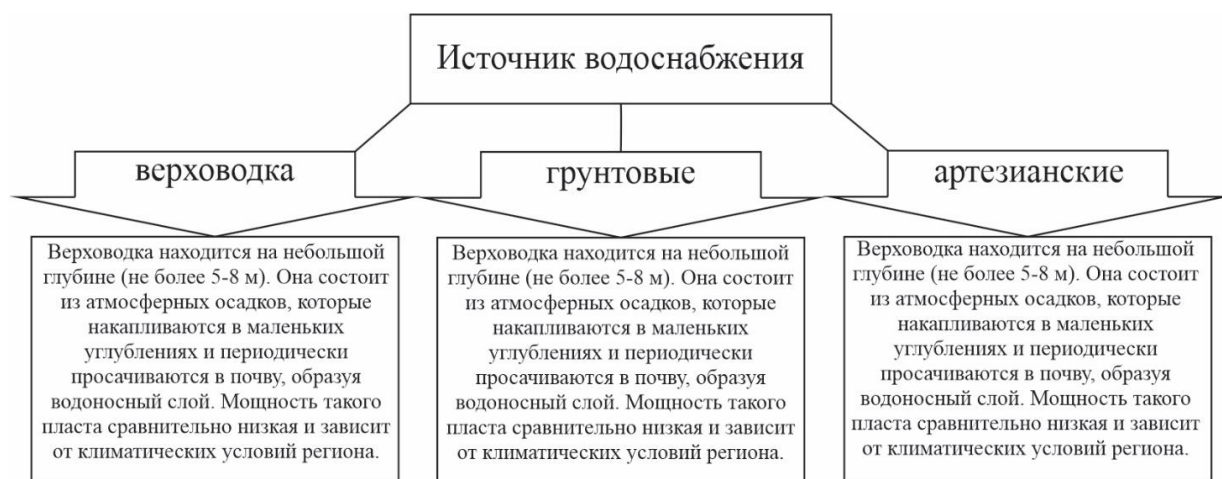 Источник водоснабжения
верховодка
грунтовые
артезианские
Верховодка находится на небольшой
глубине (не более 5-8 м). Она состоит
из атмосферных осадков, которые
накапливаются в маленьких
углублениях и периодически
просачиваются в почву, образуя
водоносный слой. Мощность такого
пласта сравнительно низкая и зависит
от климатических условий региона.
Верховодка находится на небольшой
глубине (не более 5-8 м). Она состоит
из атмосферных осадков, которые
накапливаются в маленьких
углублениях и периодически
просачиваются в почву, образуя
водоносный слой. Мощность такого
пласта сравнительно низкая и зависит
от климатических условий региона.
Верховодка находится на небольшой
глубине (не более 5-8 м). Она состоит
из атмосферных осадков, которые
накапливаются в маленьких
углублениях и периодически
просачиваются в почву, образуя
водоносный слой. Мощность такого
пласта сравнительно низкая и зависит
от климатических условий региона.